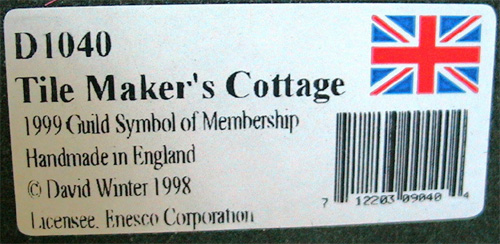 D1040
Tile Maker's Cottage
1999 Guild Symbol of Membership
Handmade in England
© David Winter 1998
Licensee. Enesco Corporation
7 12203 09040 4